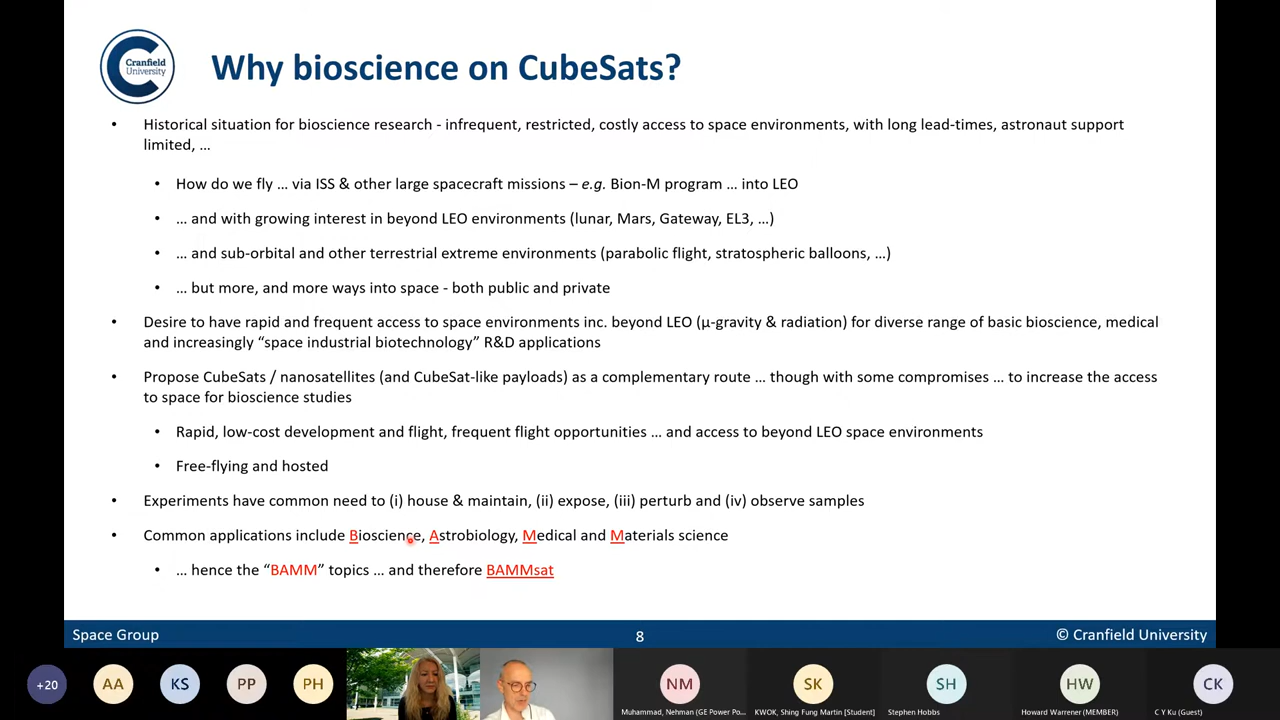 Cranfield
University
Why bioscience on CubeSats?
• Historical situation for bioscience research - infrequent, restricted, costly access to space environments, with long lead-times, astronaut support
limited, …
• How do we fly … via ISS & other large spacecraft missions – e.g. Bion-M program … into LEO
• … and with growing interest in beyond LEO environments (lunar, Mars, Gateway, EL3, …)
• … and sub-orbital and other terrestrial extreme environments (parabolic flight, stratospheric balloons, …)
• … but more, and more ways into space - both public and private
• Desire to have rapid and frequent access to space environments inc. beyond LEO (μ-gravity & radiation) for diverse range of basic bioscience, medical
and increasingly “space industrial biotechnology” R&D applications
• Propose CubeSats / nanosatellites (and CubeSat-like payloads) as a complementary route … though with some compromises … to increase the access
to space for bioscience studies
• Rapid, low-cost development and flight, frequent flight opportunities … and access to beyond LEO space environments
• Free-flying and hosted
• Experiments have common need to (i) house & maintain, (ii) expose, (iii) perturb and (iv) observe samples
• Common applications include Bioscience, Astrobiology, Medical and Materials science
• … hence the “BAMM” topics … and therefore BAMMsat
Space Group 8 © Cranfield University
+20 AA KS PP PH NM SK SH HW CK
Muhammad, Nehman (GE Power Po... KWOK, Shing Fung Martin [Student] Stephen Hobbs Howard Warrener (MEMBER) C Y Ku (Guest)